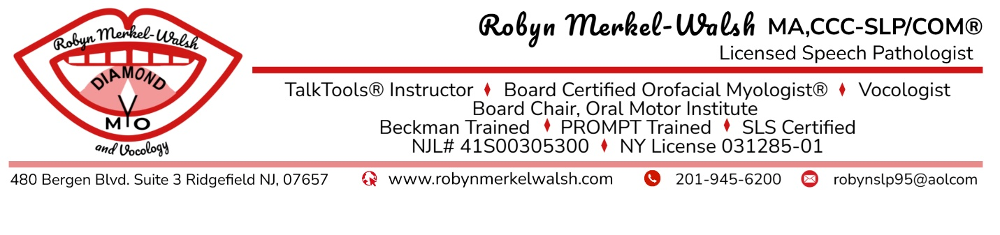 Robyn Merkel-Walsh
DIAMOND
MYO
and Vocology
Robyn Merkel-Walsh MA,CCC-SLP/COM®
Licensed Speech Pathologist
TalkTools® Instructor ♦ Board Certified Orofacial Myologist® ♦ Vocologist
Board Chair, Oral Motor Institute
Beckman Trained ♦ PROMPT Trained ♦ SLS Certified
NJL# 41S00305300 ♦ NY License 031285-01
480 Bergen Blvd. Suite 3 Ridgefield NJ, 07657 www.robynmerkelwalsh.com 201-945-6200 robynslp95@aolcom